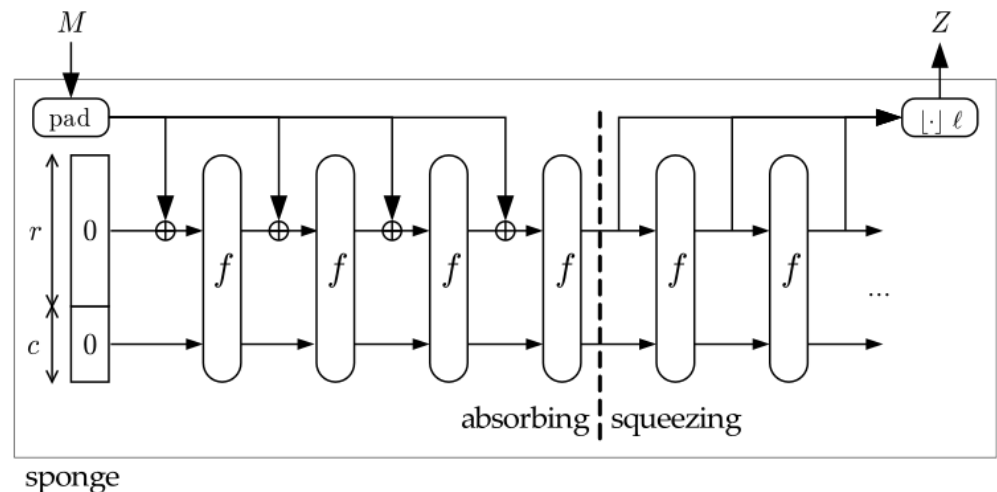 M Z
pad ⌊·⌋ ℓ
r 0 f f f f f f
c 0 ...
absorbing squeezing
sponge